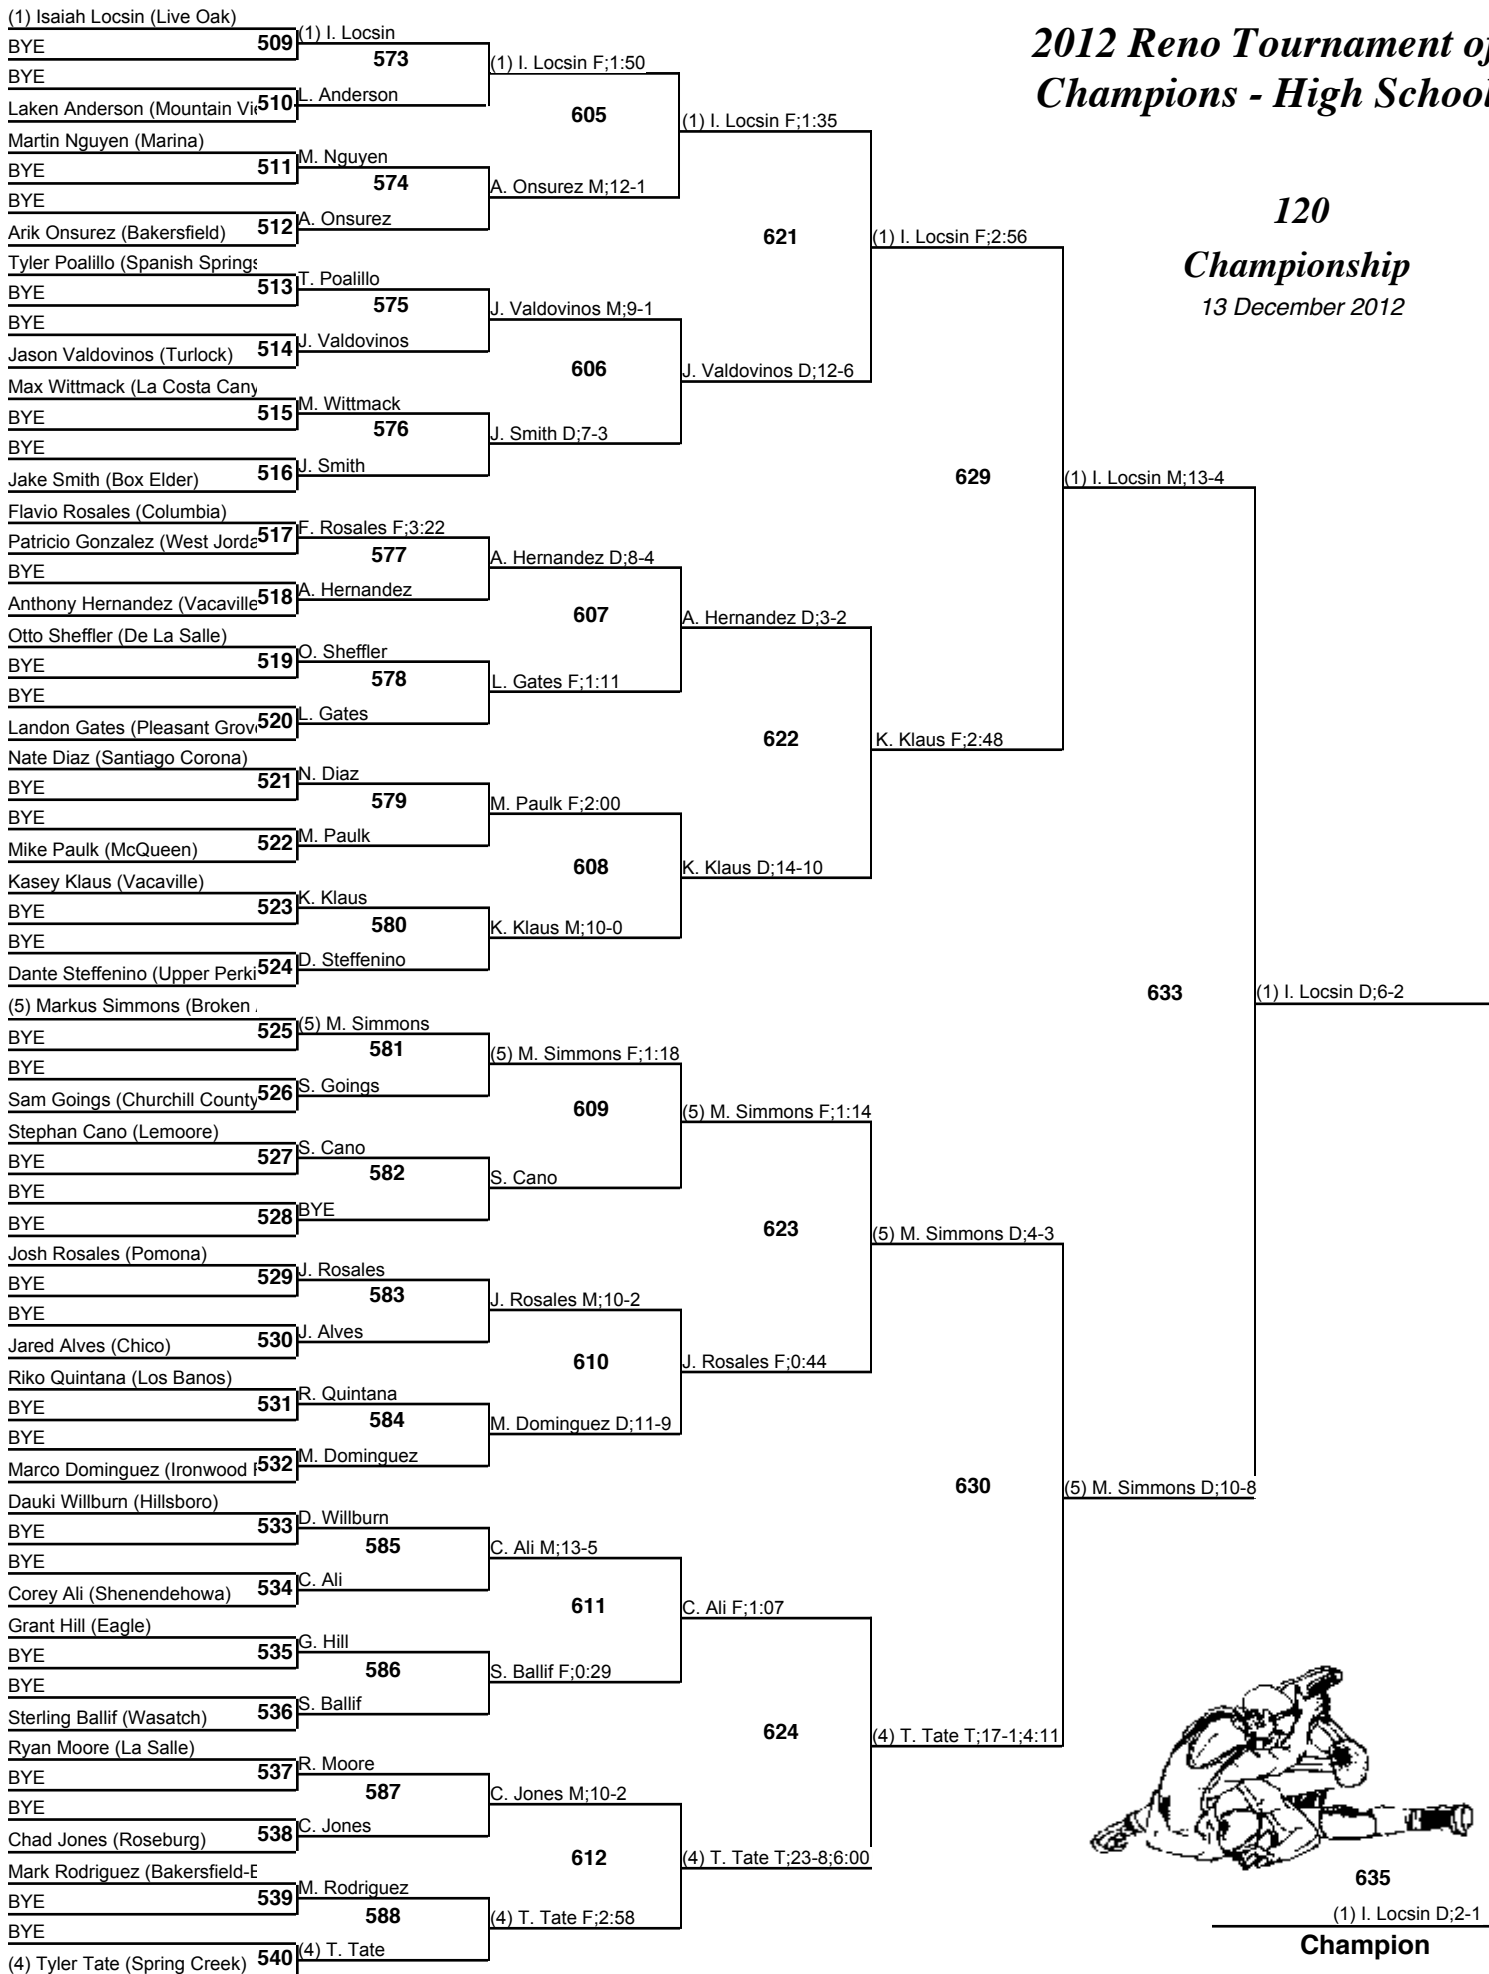 2012 Reno Tournament of
Champions - High School
120
Championship
13 December 2012
(1) Isaiah Locsin (Live Oak)
BYE
509
BYE
Laken Anderson (Mountain Vi
510
Martin Nguyen (Marina)
BYE
511
BYE
Arik Onsurez (Bakersfield)
512
Tyler Poalillo (Spanish Springs
BYE
513
BYE
Jason Valdovinos (Turlock)
514
Max Wittmack (La Costa Cany
BYE
515
BYE
Jake Smith (Box Elder)
516
Flavio Rosales (Columbia)
Patricio Gonzalez (West Jorda
517
BYE
Anthony Hernandez (Vacaville
518
Otto Sheffler (De La Salle)
BYE
519
BYE
Landon Gates (Pleasant Grov
520
Nate Diaz (Santiago Corona)
BYE
521
BYE
Mike Paulk (McQueen)
522
Kasey Klaus (Vacaville)
BYE
523
BYE
Dante Steffenino (Upper Perki
524
(5) Markus Simmons (Broken
BYE
525
BYE
Sam Goings (Churchill County
526
Stephan Cano (Lemoore)
BYE
527
BYE
BYE
528
Josh Rosales (Pomona)
BYE
529
BYE
Jared Alves (Chico)
530
Riko Quintana (Los Banos)
BYE
531
BYE
Marco Dominguez (Ironwood
532
Dauki Willburn (Hillsboro)
BYE
533
BYE
Corey Ali (Shenendehowa)
534
Grant Hill (Eagle)
BYE
535
BYE
Sterling Ballif (Wasatch)
536
Ryan Moore (La Salle)
BYE
537
BYE
Chad Jones (Roseburg)
538
Mark Rodriguez (Bakersfield-
BYE
539
BYE
(4) Tyler Tate (Spring Creek)
540
(1) I. Locsin
573
L. Anderson
M. Nguyen
574
A. Onsurez
T. Poalillo
575
J. Valdovinos
M. Wittmack
576
J. Smith
F. Rosales F;3:22
577
A. Hernandez
O. Sheffler
578
L. Gates
N. Diaz
579
M. Paulk
K. Klaus
580
D. Steffenino
(5) M. Simmons
581
S. Goings
S. Cano
582
BYE
J. Rosales
583
J. Alves
R. Quintana
584
M. Dominguez
D. Willburn
585
C. Ali
G. Hill
586
S. Ballif
R. Moore
587
C. Jones
M. Rodriguez
588
(4) T. Tate
(1) I. Locsin F;1:50
605
A. Onsurez M;12-1
J. Valdovinos M;9-1
606
J. Smith D;7-3
A. Hernandez D;8-4
607
L. Gates F;1:11
M. Paulk F;2:00
608
K. Klaus M;10-0
(5) M. Simmons F;1:18
609
S. Cano
J. Rosales M;10-2
610
M. Dominguez D;11-9
C. Ali M;13-5
611
S. Ballif F;0:29
C. Jones M;10-2
612
(4) T. Tate F;2:58
(1) I. Locsin F;1:35
621
J. Valdovinos D;12-6
A. Hernandez D;3-2
622
K. Klaus D;14-10
(5) M. Simmons F;1:14
623
J. Rosales F;0:44
C. Ali F;1:07
624
(4) T. Tate T;23-8;6:00
(1) I. Locsin F;2:56
629
K. Klaus F;2:48
(5) M. Simmons D;4-3
630
(4) T. Tate T;17-1;4:11
(1) I. Locsin M;13-4
633
(5) M. Simmons D;10-8
(1) I. Locsin D;6-2
635
(1) I. Locsin D;2-1
Champion